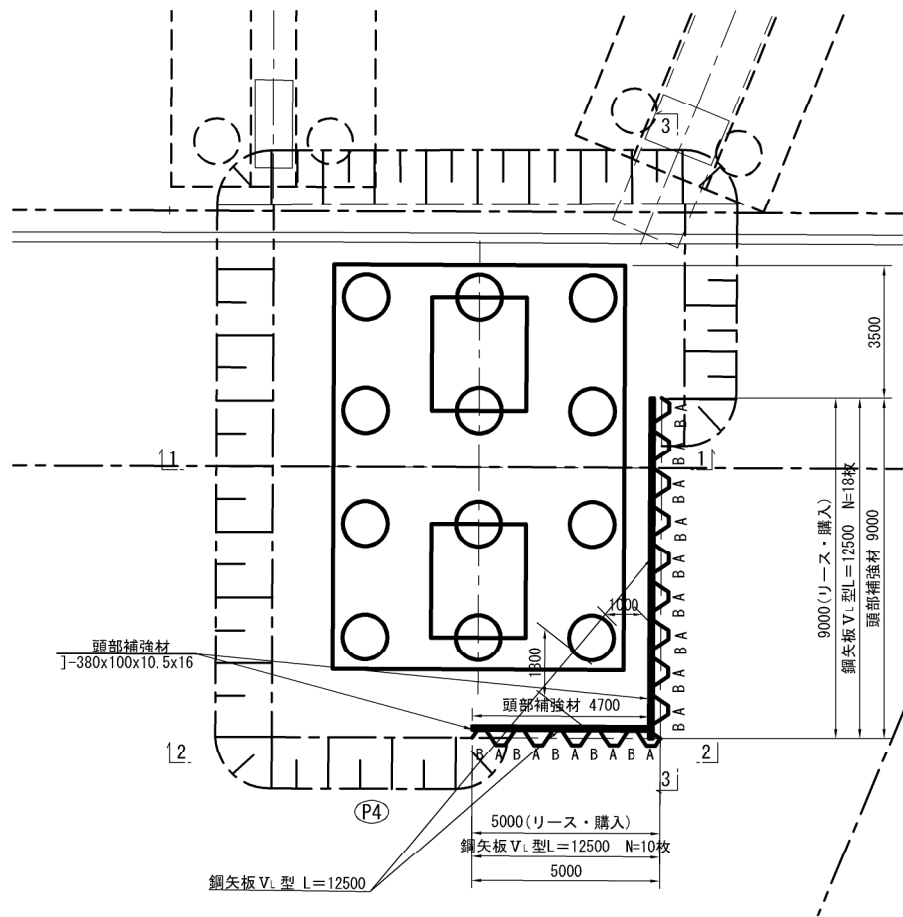 3
3500
1
1
A
B
A
B
A
B
A
B
A
B
A
B
A
B
A
B
A
B
9000(リース・購入)
鋼矢板ⅤL型L=12500 N=18枚
頭部補強材 9000
1000
頭部補強材
]-380x100x10.5x16
1800
頭部補強材 4700
2
B A B A B A B A B A
2
3
P4
5000(リース・購入)
鋼矢板ⅤL型L=12500 N=10枚
5000
鋼矢板ⅤL型 L=12500